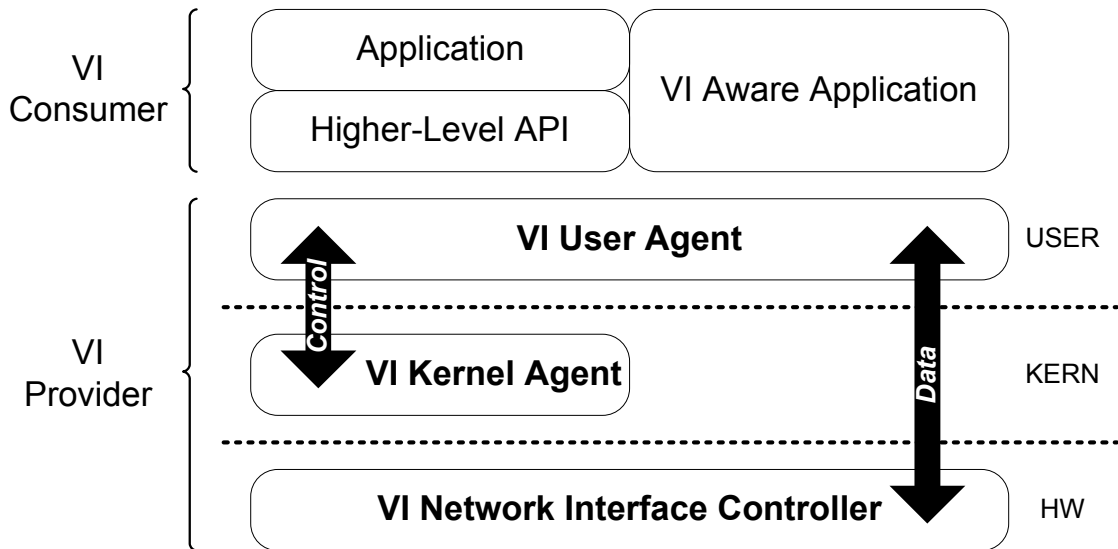 VI
Consumer
Application
Higher-Level API
VI Aware Application
VI
Provider
VI User Agent
USER
Control
VI Kernel Agent
KERN
Data
VI Network Interface Controller
HW